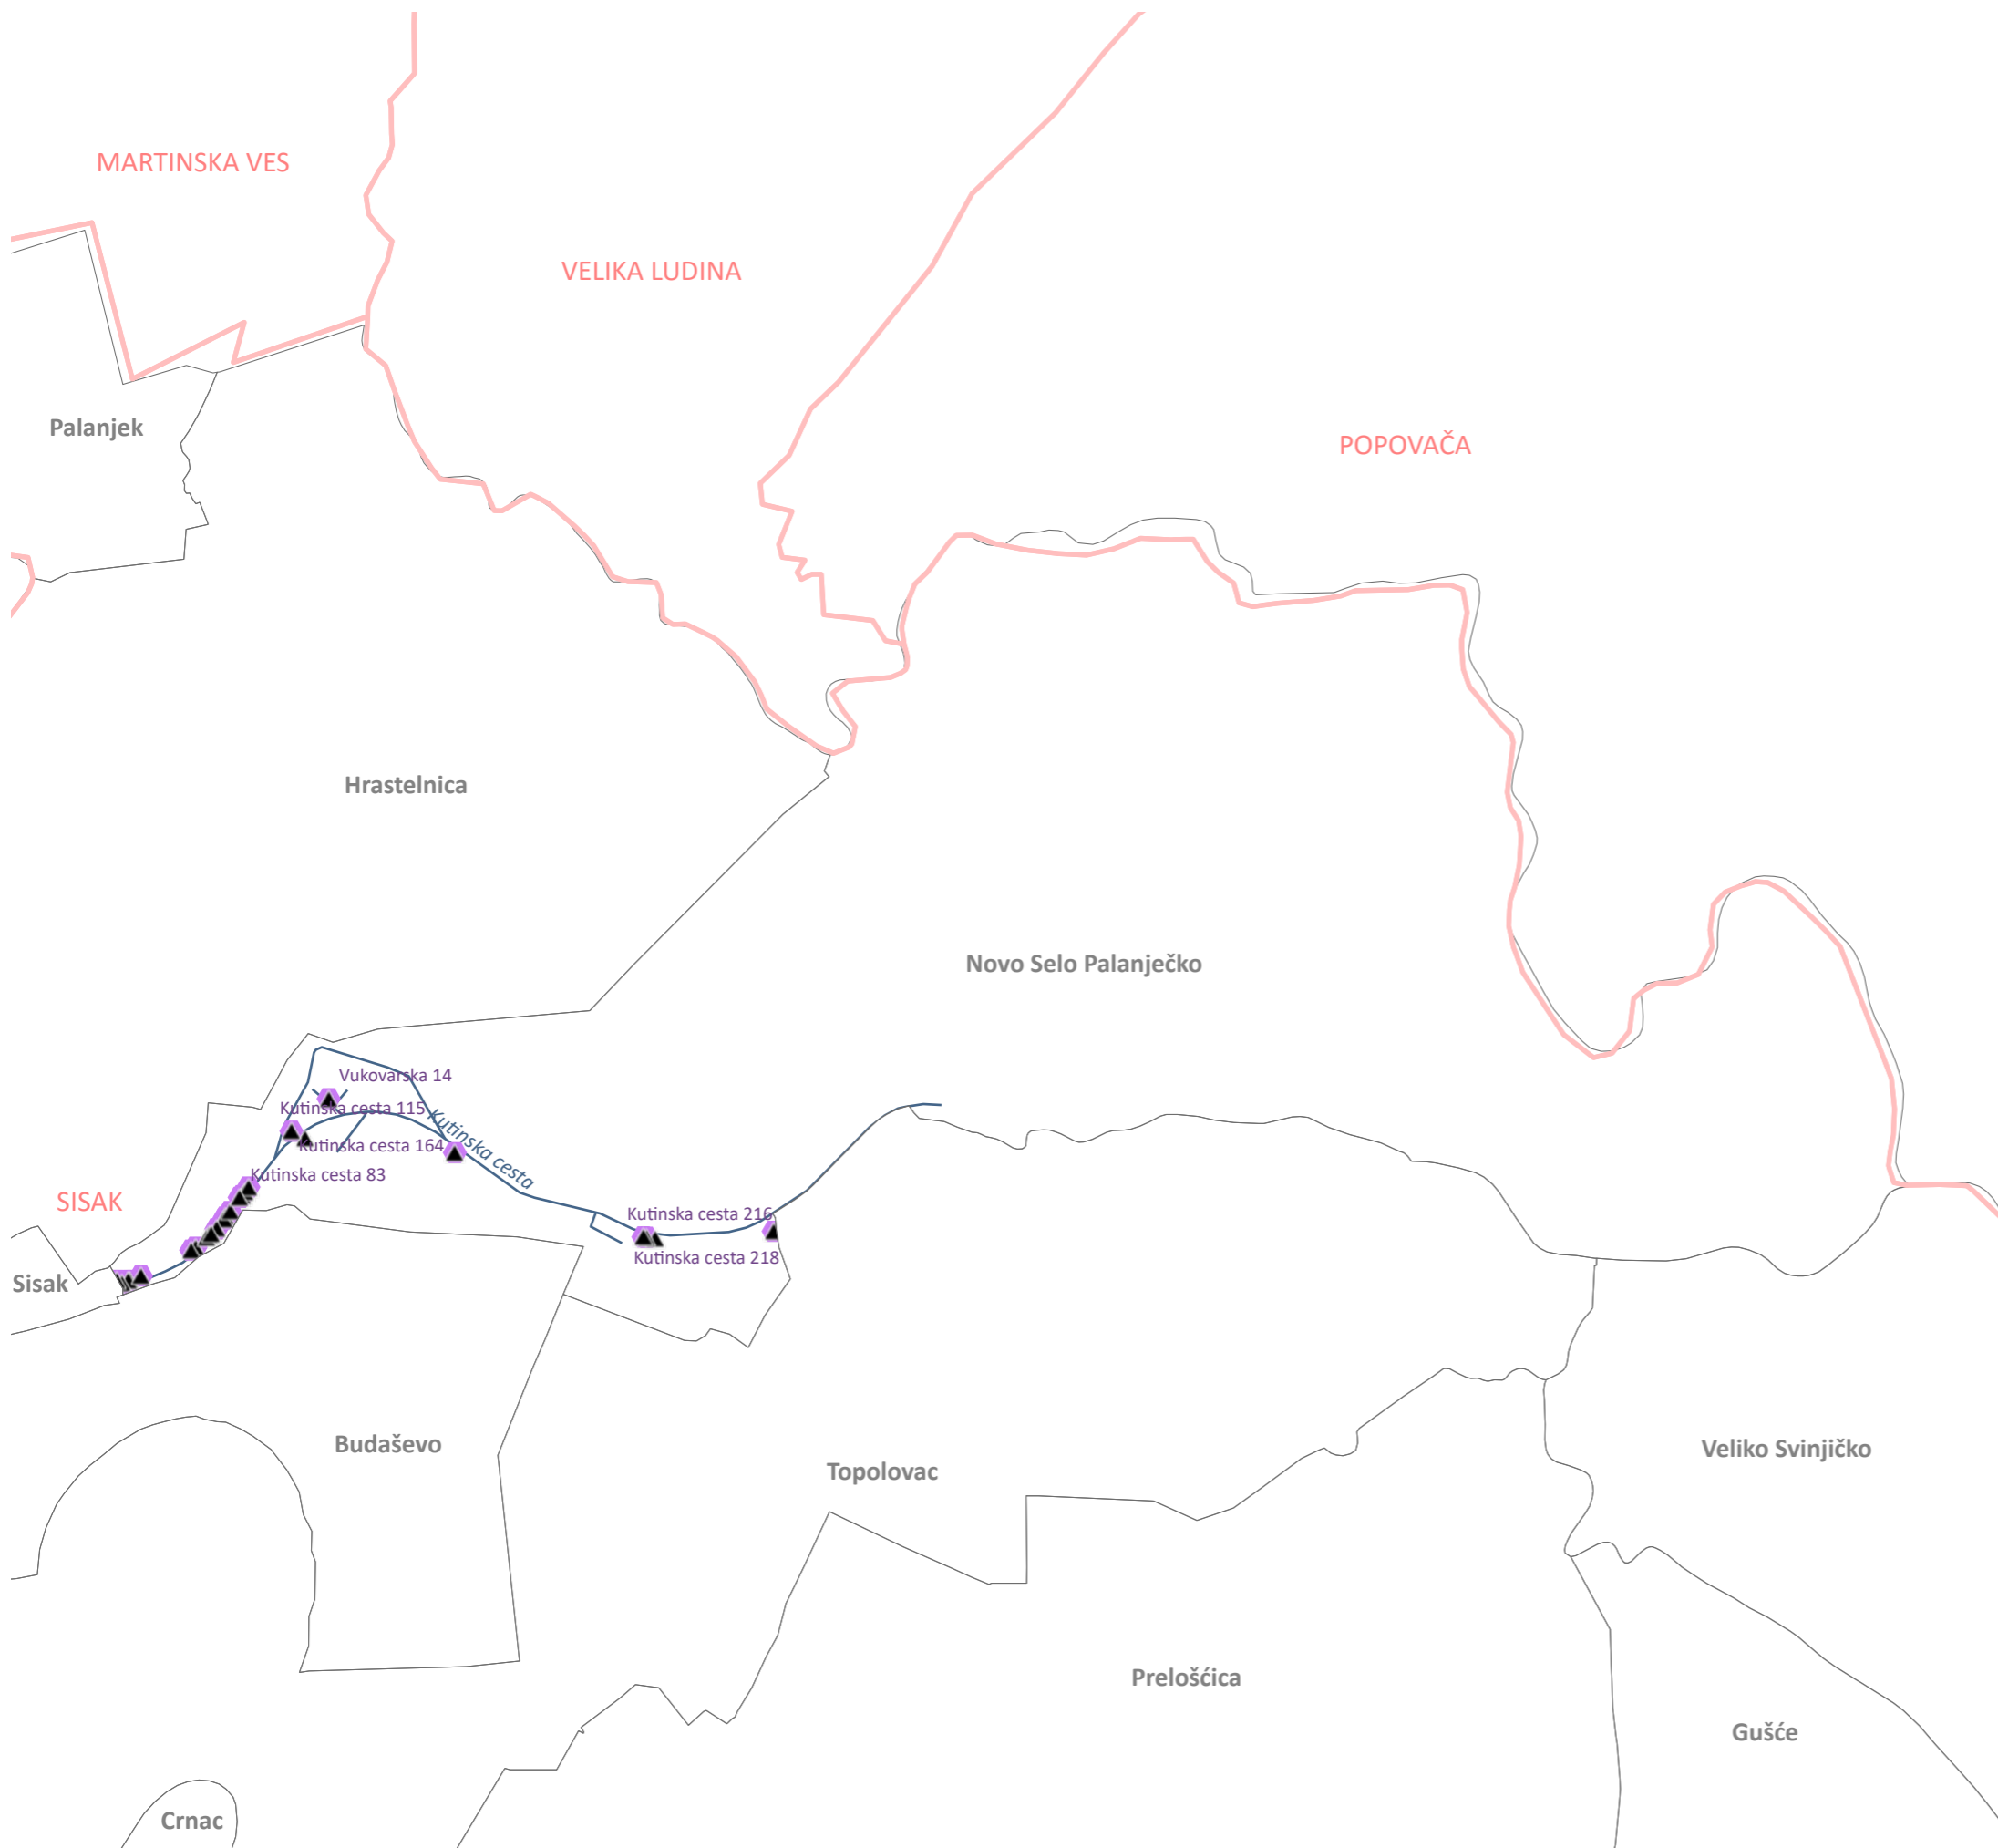 MARTINSKA VES
VELIKA LUDINA
Palanjek
POPOVAČA
Hrastelnica
Novo Selo Palanječko
Vukovarska 14
Kutinska cesta 115
Kutinska cesta 164
Kutinska cesta
Kutinska cesta 83
SISAK
Kutinska cesta 216
Kutinska cesta 218
Sisak
Budaševo
Topolovac
Veliko Svinjičko
Prelošćica
Gušće
Crnac